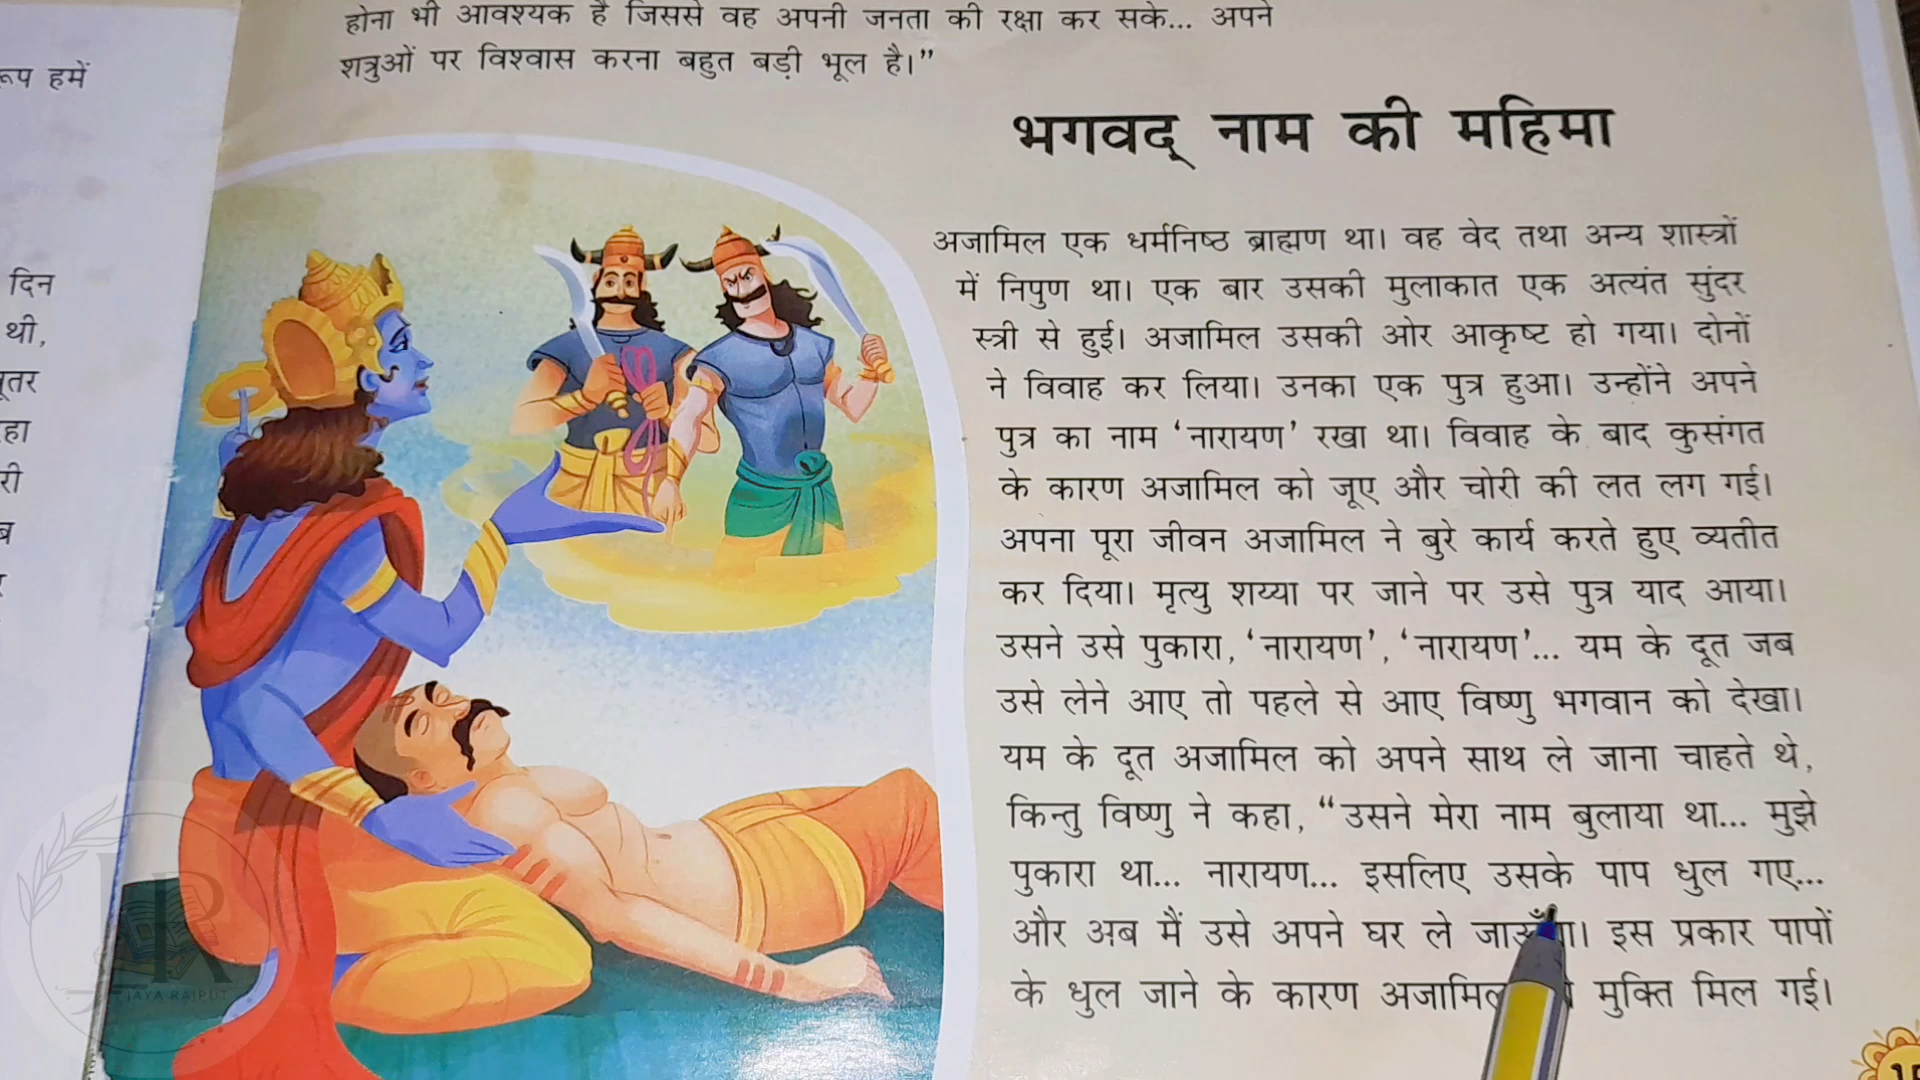 होना भी आवश्यक है जिससे वह अपनी जनता की रक्षा कर सके... अपने
शत्रुओं पर विश्वास करना बहुत बड़ी भूल है।”
रूप हमें
दिन
थी,
रहा
री
भगवद् नाम की महिमा
अजामिल एक धर्मनिष्ठ ब्राह्मण था। वह वेद तथा अन्य शास्त्रों
में निपुण था। एक बार उसकी मुलाकात एक अत्यंत सुंदर
स्त्री से हुई। अजामिल उसकी ओर आकृष्ट हो गया। दोनों
ने विवाह कर लिया। उनका एक पुत्र हुआ। उन्होंने अपने
पुत्र का नाम ‘नारायण’ रखा था। विवाह के बाद कुसंगत
के कारण अजामिल को जूए और चोरी की लत लग गई।
अपना पूरा जीवन अजामिल ने बुरे कार्य करते हुए व्यतीत
कर दिया। मृत्यु शय्या पर जाने पर उसे पुत्र याद आया।
उसने उसे पुकारा, ‘नारायण’, ‘नारायण’... यम के दूत जब
उसे लेने आए तो पहले से आए विष्णु भगवान को देखा।
यम के दूत अजामिल को अपने साथ ले जाना चाहते थे,
किन्तु विष्णु ने कहा, “उसने मेरा नाम बुलाया था... मुझे
पुकारा था... नारायण... इसलिए उसके पाप धुल गए...
और अब मैं उसे अपने घर ले जाऊँगा। इस प्रकार पापों
के धुल जाने के कारण अजामिल मुक्ति मिल गई।
JAYA RAJPUT